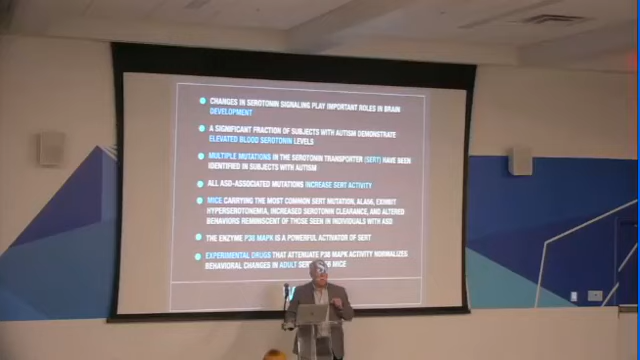 CHANGES IN SEROTONIN SIGNALING PLAY IMPORTANT ROLES IN BRAIN
DEVELOPMENT
A SIGNIFICANT FRACTION OF SUBJECTS WITH AUTISM DEMONSTRATE
ELEVATED BLOOD SEROTONIN LEVELS
MULTIPLE MUTATIONS IN THE SEROTONIN TRANSPORTER (SERT) HAVE BEEN
IDENTIFIED IN SUBJECTS WITH AUTISM
ALL ASD-ASSOCIATED MUTATIONS INCREASE SERT ACTIVITY
MICE CARRYING THE MOST COMMON SERT MUTATION, ALA56, EXHIBIT
HYPERSEROTONEMIA, INCREASED SEROTONIN CLEARANCE, AND ALTERED
BEHAVIORS REMINISCENT OF THOSE SEEN IN INDIVIDUALS WITH ASD
THE ENZYME P38 MAPK IS A POWERFUL ACTIVATOR OF SERT
EXPERIMENTAL DRUGS THAT ATTENUATE P38 MAPK ACTIVITY NORMALIZES
BEHAVIORAL CHANGES IN ADULT MICE